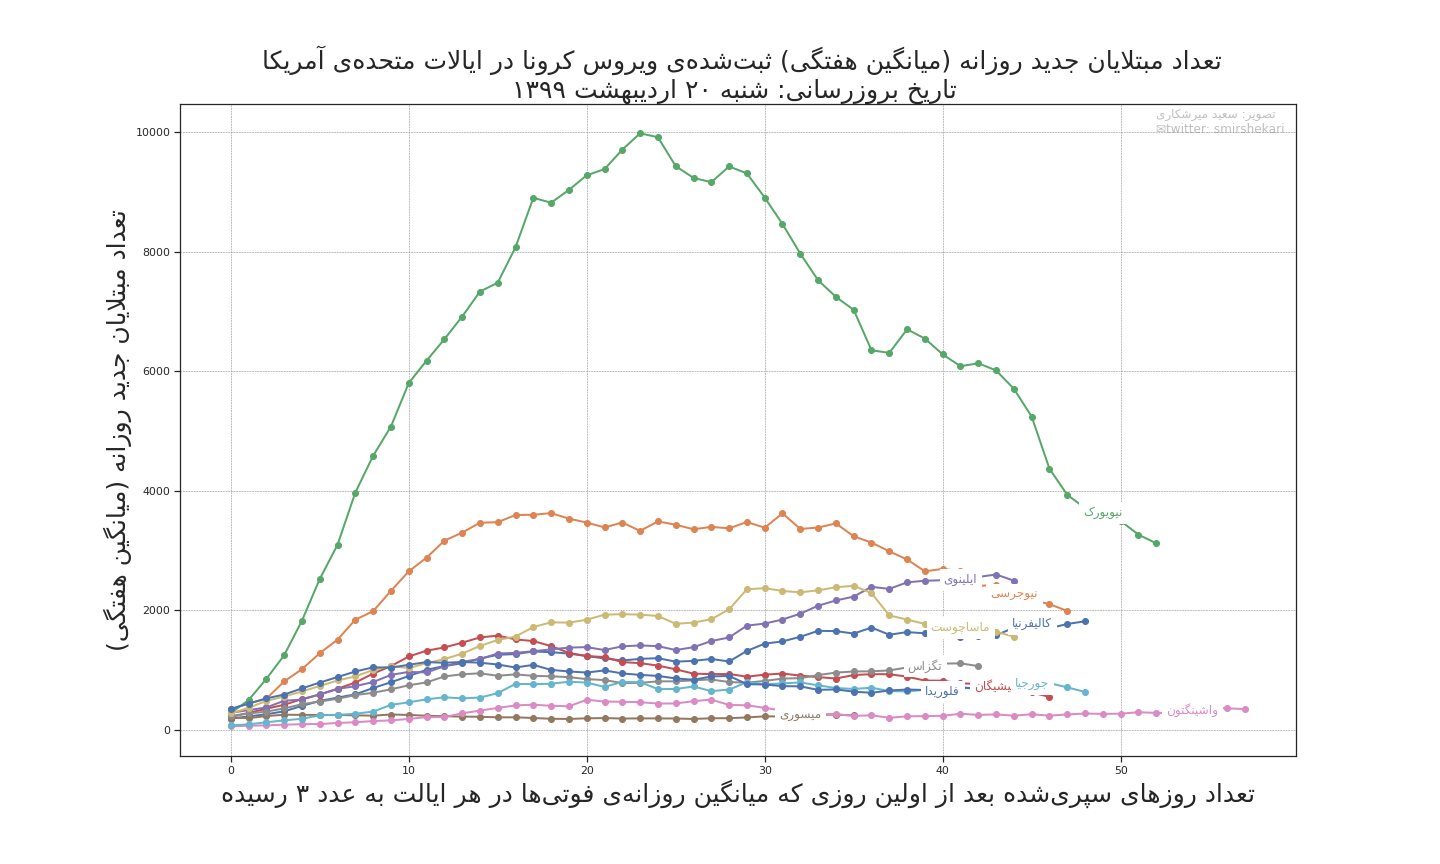 تعداد مبتلایان جدید روزانه (میانگین هفتگی) ثبت‌شده‌ی ویروس کرونا در ایالات متحده‌ی آمریکا
تاریخ بروزرسانی: شنبه ۲۰ اردیبهشت ۱۳۹۹
تصویر: سعید میرشکاری
✉twitter: smirshekari
تعداد مبتلایان جدید روزانه (میانگین هفتگی)
10000
8000
6000
4000
2000
0
نیویورک
ایلینوی
نیوجرسی
کالیفرنیا
ماساچوست
تگزاس
جورجیا
یشیگان
فلوریدا
واشینگتون
میسوری
0
10
20
30
40
50
تعداد روزهای سپری‌شده بعد از اولین روزی که میانگین روزانه‌ی فوتی‌ها در هر ایالت به عدد ۳ رسیده